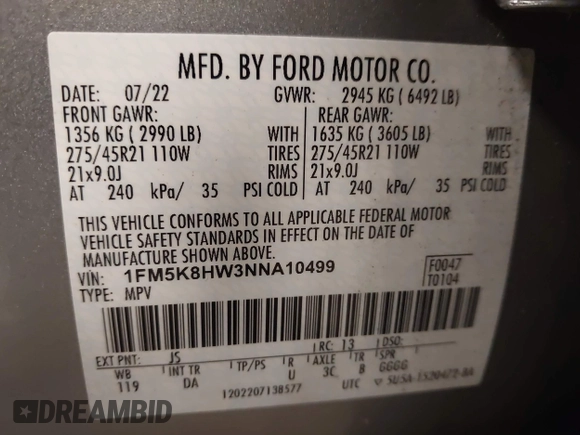 MFD. BY FORD MOTOR CO.
DATE: 07/22 GVWR: 2945 KG ( 6492 LB)
FRONT GAWR: REAR GAWR:
1356 KG ( 2990 LB) WITH 1635 KG ( 3605 LB) WITH
275/45R21 110W TIRES 275/45R21 110W TIRES
21x9.0J RIMS 21x9.0J RIMS
AT 240 kPa/ 35 PSI COLD AT 240 kPa/ 35 PSI COLD
THIS VEHICLE CONFORMS TO ALL APPLICABLE FEDERAL MOTOR
VEHICLE SAFETY STANDARDS IN EFFECT ON THE DATE OF
MANUFACTURE SHOWN ABOVE.
VIN: 1FM5K8HW3NNA10499 F0047
TYPE: MPV T0104
EXT PNT: JS RC: 13 DSO:
WB INT TR TP/PS R AXLE TR SPR
119 DA U 3C B GGGG
1202207138577 UTC
DREAMBID